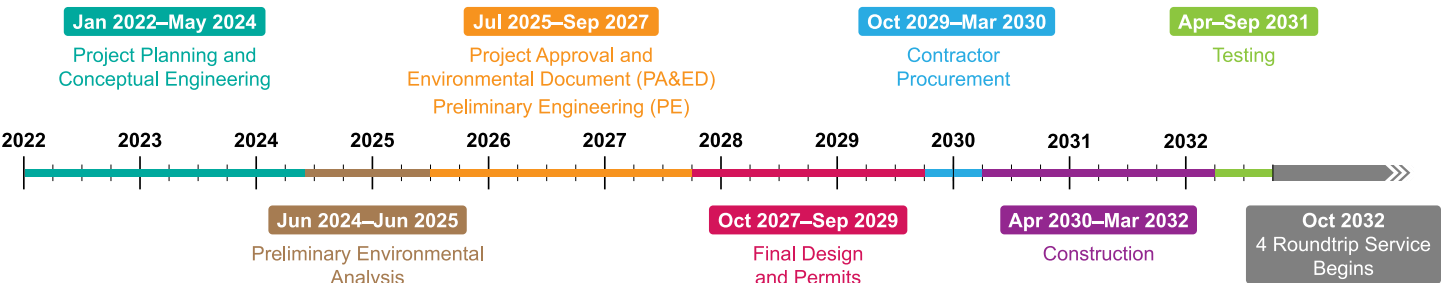 Jan 2022–May 2024
Project Planning and
Conceptual Engineering
Jul 2025–Sep 2027
Project Approval and
Environmental Document (PA&ED)
Preliminary Engineering (PE)
Oct 2029–Mar 2030
Contractor
Procurement
Apr–Sep 2031
Testing
2022 2023 2024 2025 2026 2027 2028 2029 2030 2031 2032
Jun 2024–Jun 2025
Preliminary Environmental
Analysis
Oct 2027–Sep 2029
Final Design
and Permits
Apr 2030–Mar 2032
Construction
Oct 2032
4 Roundtrip Service
Begins